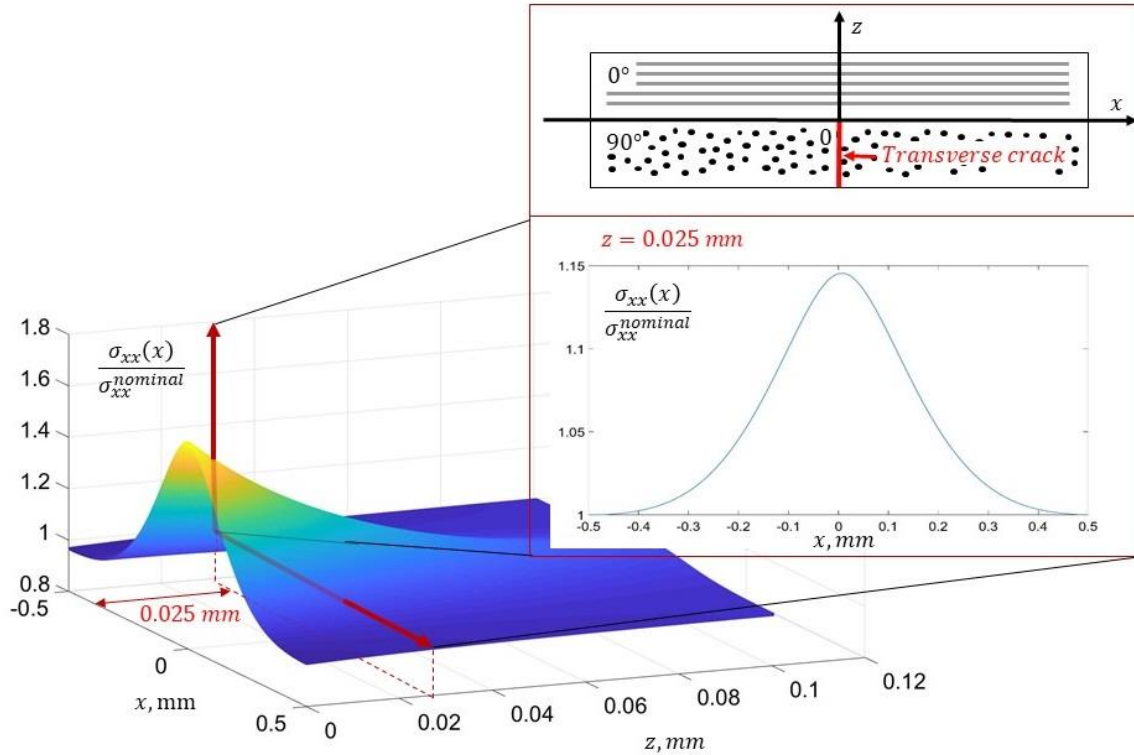 z
0°
x
90°
0
Transverse crack
z = 0.025 mm
1.15
σxx(x)
σxx^nominal
1.1
1.05
1
-0.5 -0.4 -0.3 -0.2 -0.1 0 0.1 0.2 0.3 0.4 0.5
x, mm
1.8
σxx(x)
σxx^nominal
1.6
1.4
1.2
1
0.8
-0.5
0.025 mm
0
x, mm
0.5
0 0.02 0.04 0.06 0.08 0.1 0.12
z, mm